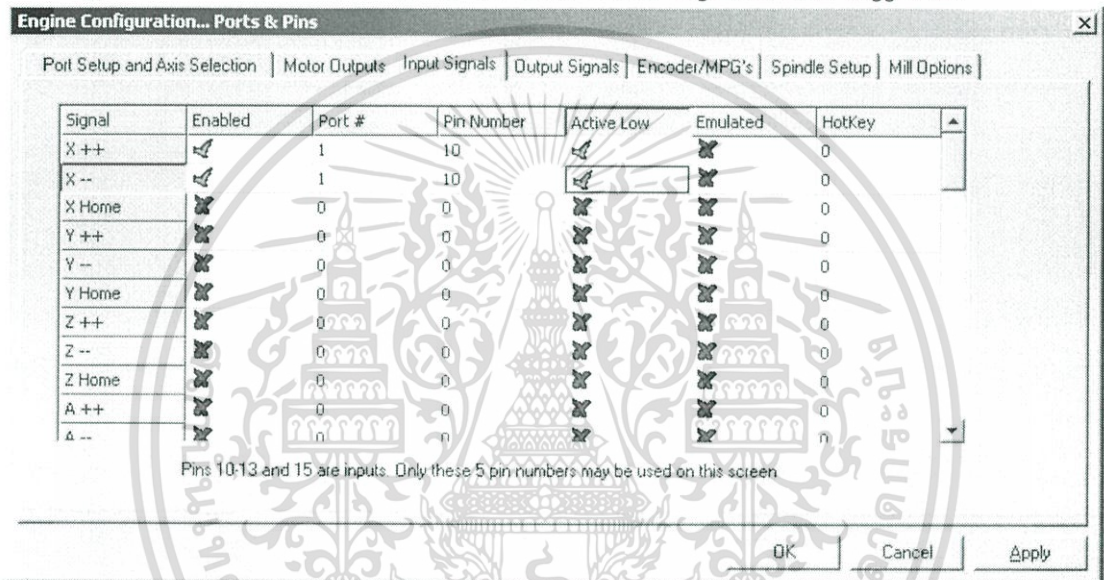 Engine Configuration... Ports & Pins
Port Setup and Axis Selection Motor Outputs Input Signals Output Signals Encoder/MPG's Spindle Setup Mill Options
Signal Enabled Port # Pin Number Active Low Emulated HotKey
X ++ 1 10 0
X -- 1 10 0
X Home 0 0 0
Y ++ 0 0 0
Y -- 0 0 0
Y Home 0 0 0
Z ++ 0 0 0
Z -- 0 0 0
Z Home 0 0 0
A ++ 0 0 0
A -- 0 0 0
Pins 10-13 and 15 are inputs. Only these 5 pin numbers may be used on this screen
OK Cancel Apply